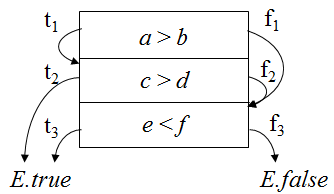 t1 a > b f1
t2 c > d f2
t3 e < f f3
E.true E.false